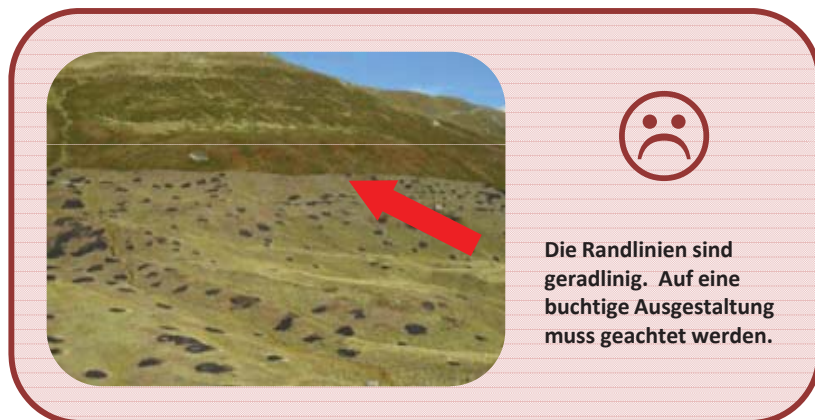 Die Randlinien sind
geradlinig. Auf eine
buchtige Ausgestaltung
muss geachtet werden.